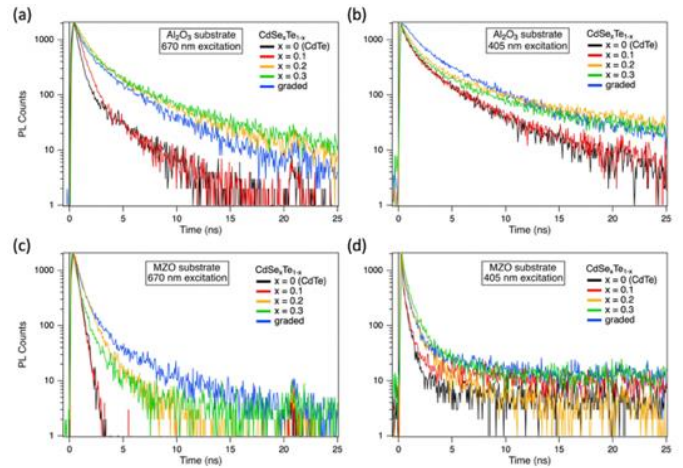 (a)
Al₂O₃ substrate
670 nm excitation
CdSeₓTe₁₋ₓ
x = 0 (CdTe)
x = 0.1
x = 0.2
x = 0.3
graded
PL Counts
1000
100
10
1
0
5
10
15
20
25
Time (ns)
(b)
Al₂O₃ substrate
405 nm excitation
CdSeₓTe₁₋ₓ
x = 0 (CdTe)
x = 0.1
x = 0.2
x = 0.3
graded
1000
100
10
1
0
5
10
15
20
25
Time (ns)
(c)
MZO substrate
670 nm excitation
CdSeₓTe₁₋ₓ
x = 0 (CdTe)
x = 0.1
x = 0.2
x = 0.3
graded
PL Counts
1000
100
10
1
0
5
10
15
20
25
Time (ns)
(d)
MZO substrate
405 nm excitation
CdSeₓTe₁₋ₓ
x = 0 (CdTe)
x = 0.1
x = 0.2
x = 0.3
graded
1000
100
10
1
0
5
10
15
20
25
Time (ns)